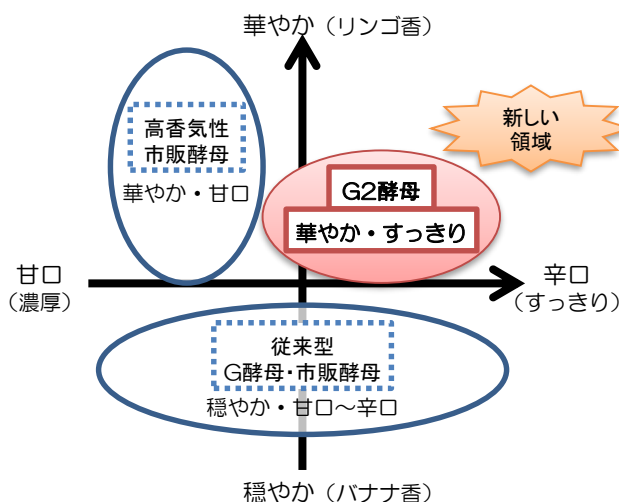 華やか（リンゴ香）
新しい
領域
高香気性
市販酵母
華やか・甘口
G2酵母
華やか・すっきり
甘口
（濃厚）
辛口
（すっきり）
従来型
G酵母・市販酵母
穏やか・甘口～辛口
穏やか（バナナ香）